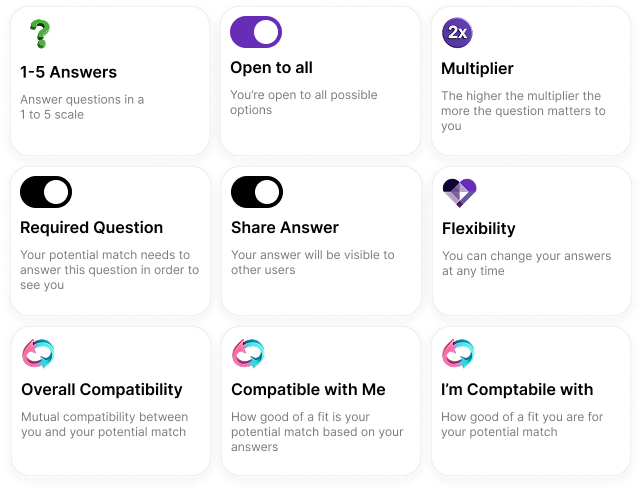 1-5 Answers
Answer questions in a
1 to 5 scale
Open to all
You're open to all possible
options
2x
Multiplier
The higher the multiplier the
more the question matters to
you
Required Question
Your potential match needs to
answer this question in order to
see you
Share Answer
Your answer will be visible to
other users
Flexibility
You can change your answers
at any time
Overall Compatibility
Mutual compatibility between
you and your potential match
Compatible with Me
How good of a fit is your
potential match based on your
answers
I'm Comptabile with
How good of a fit you are for
your potential match